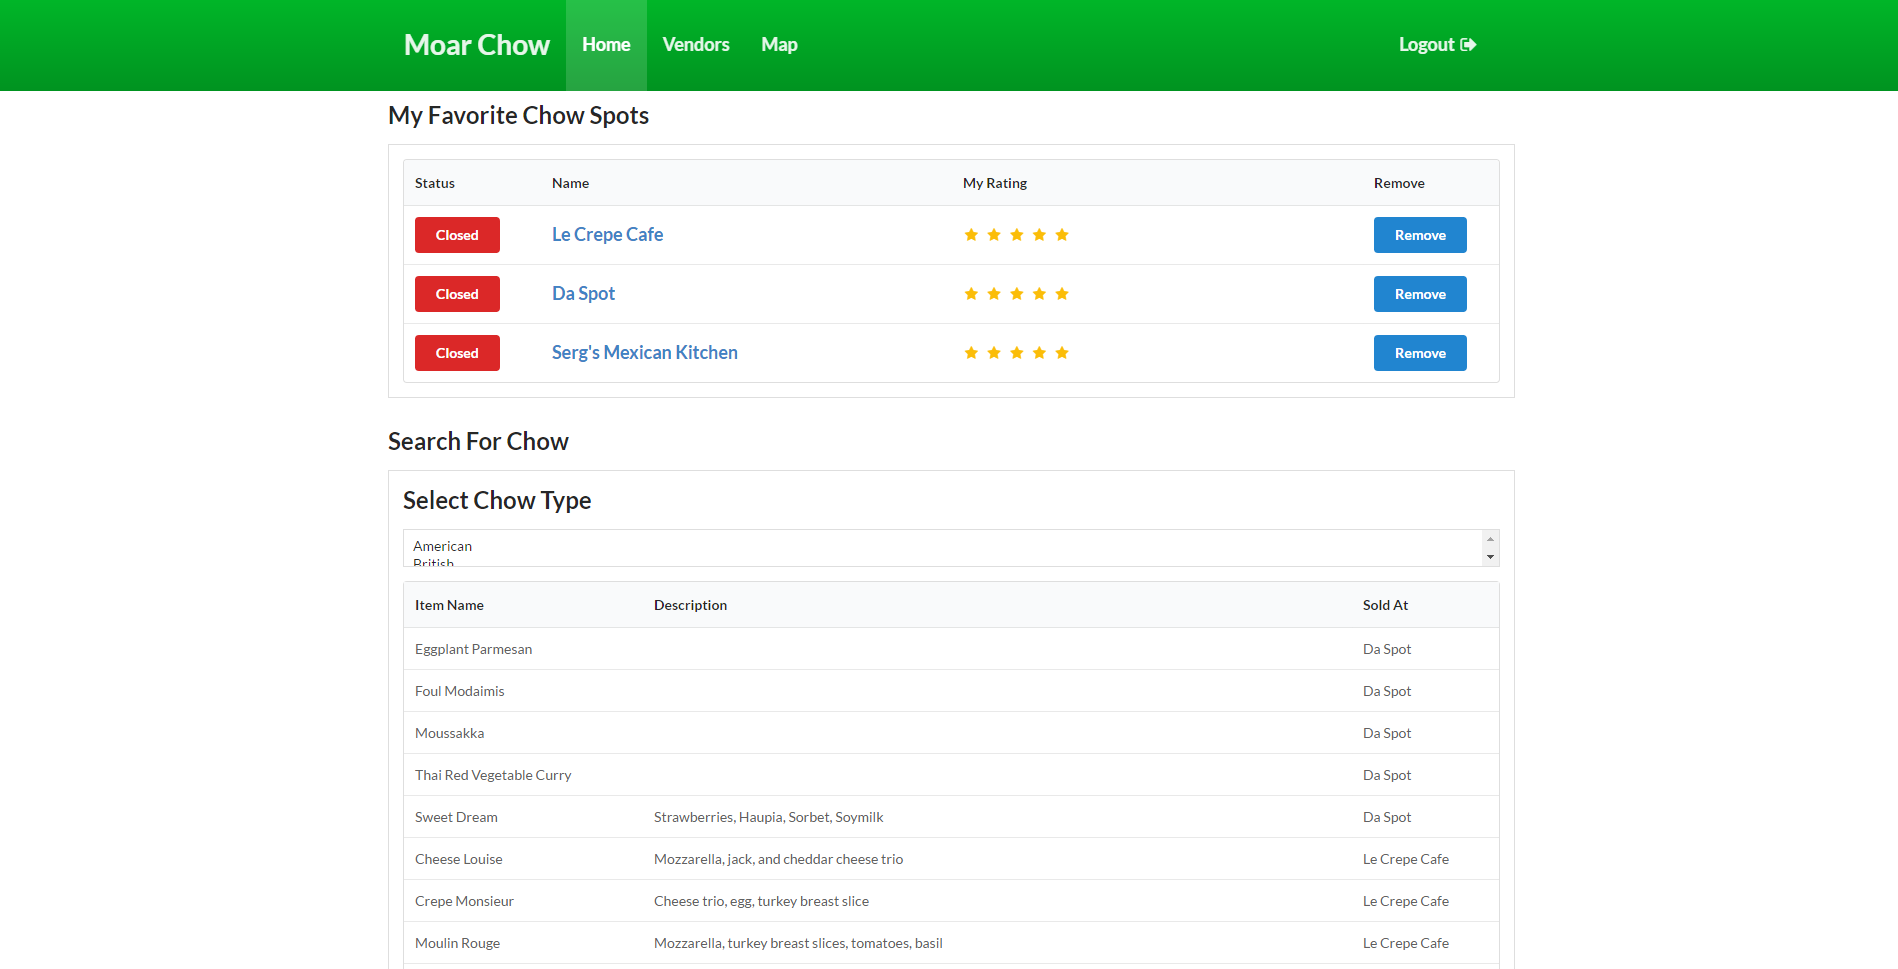 Moar Chow Home Vendors Map Logout
My Favorite Chow Spots
Status Name My Rating Remove
Closed Le Crepe Cafe Remove
Closed Da Spot Remove
Closed Serg's Mexican Kitchen Remove
Search For Chow
Select Chow Type
American
British
Item Name Description Sold At
Eggplant Parmesan Da Spot
Foul Modaimis Da Spot
Moussakka Da Spot
Thai Red Vegetable Curry Da Spot
Sweet Dream Strawberries, Haupia, Sorbet, Soymilk Da Spot
Cheese Louise Mozzarella, jack, and cheddar cheese trio Le Crepe Cafe
Crepe Monsieur Cheese trio, egg, turkey breast slice Le Crepe Cafe
Moulin Rouge Mozzarella, turkey breast slices, tomatoes, basil Le Crepe Cafe